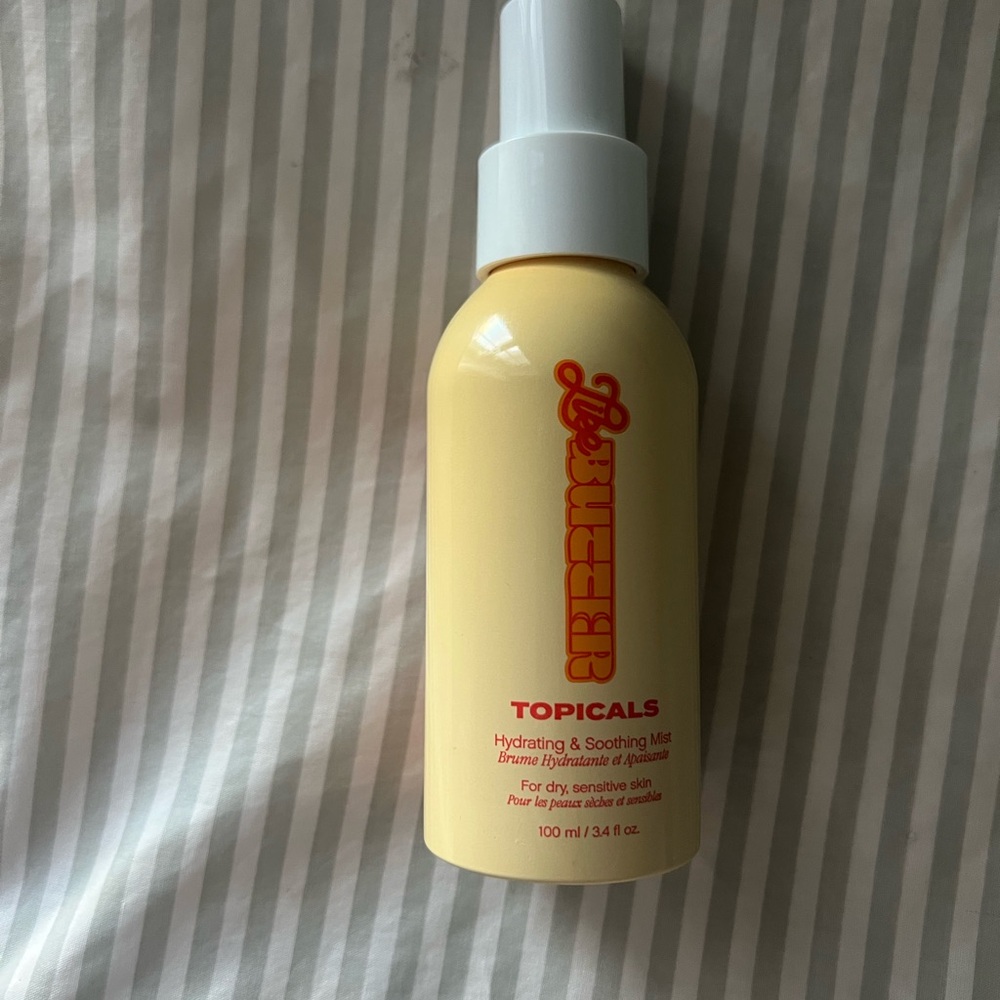 Like BUTTER
TOPICALS
Hydrating & Soothing Mist
Brume Hydratante et Apaisante
For dry, sensitive skin
Pour les peaux sèches et sensibles
100 ml / 3.4 fl oz.